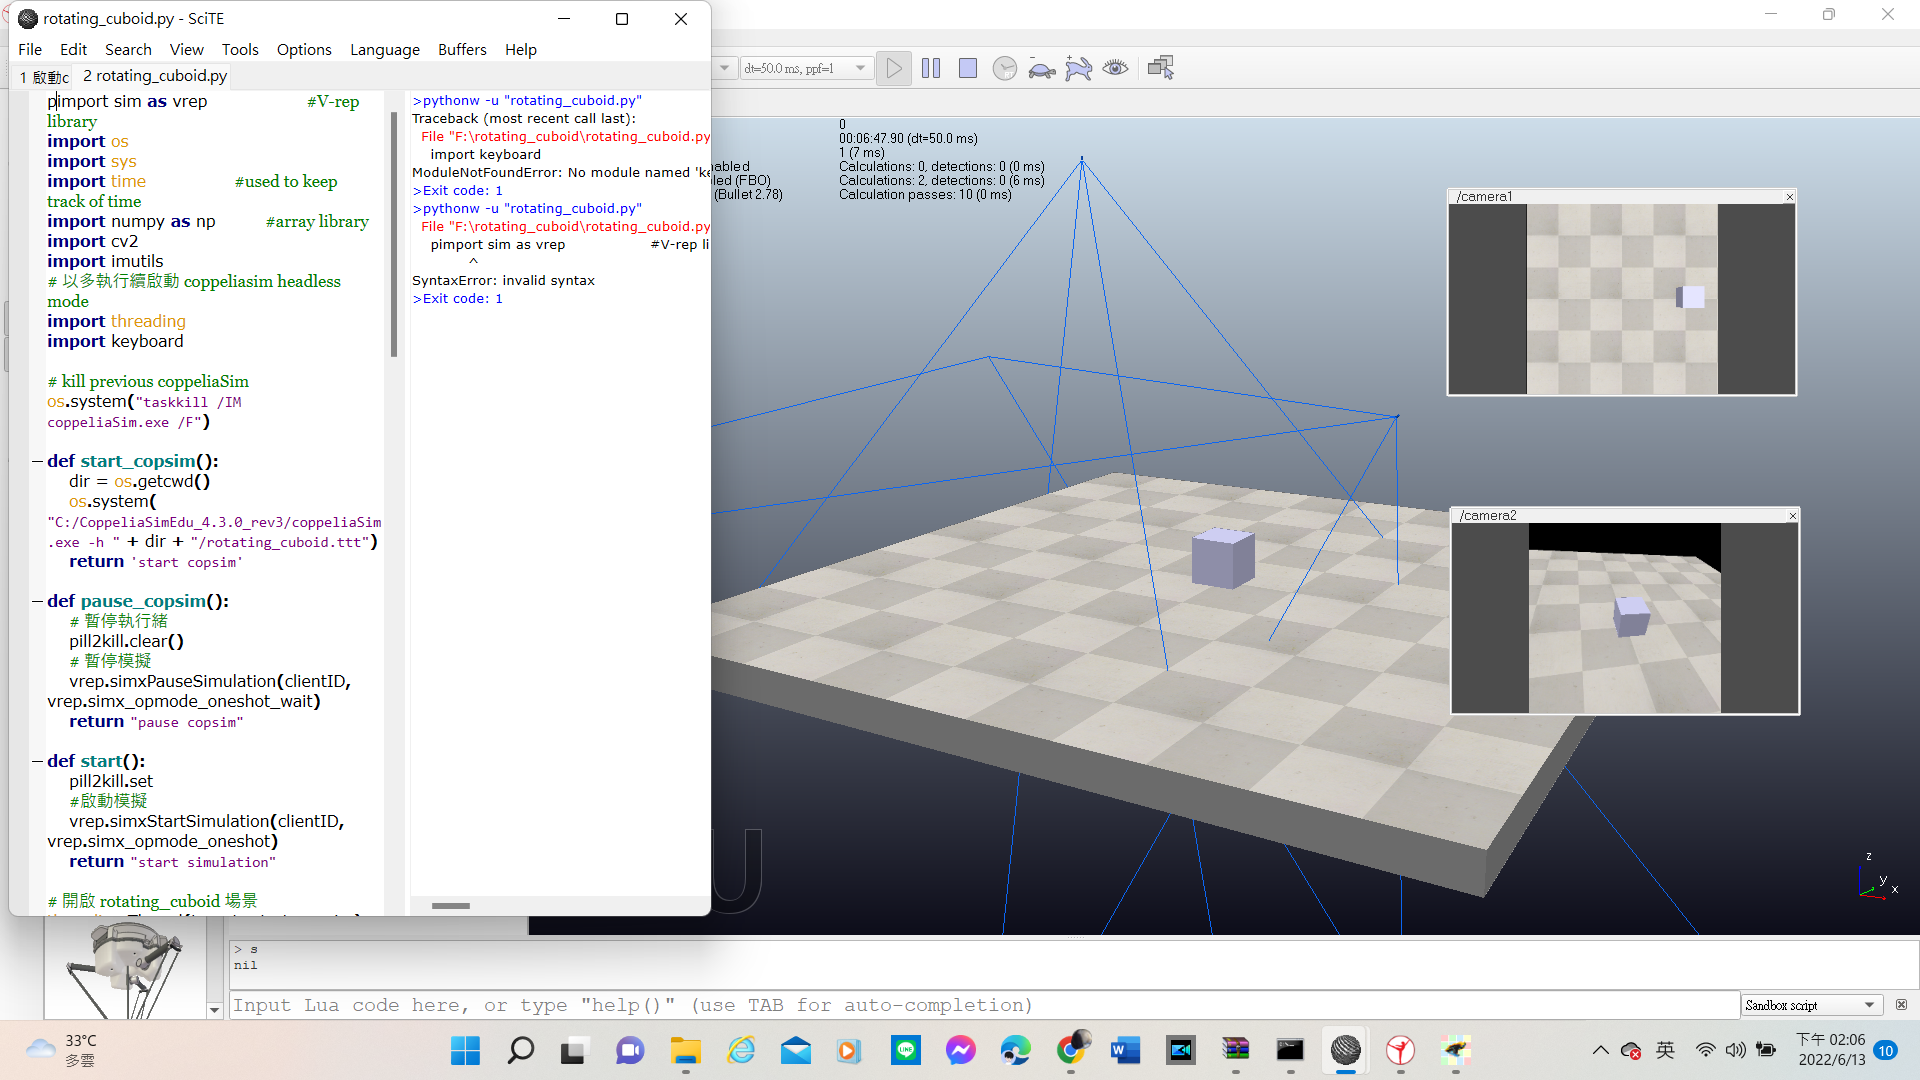 rotating_cuboid.py - SciTE
File Edit Search View Tools Options Language Buffers Help
1 啟動c 2 rotating_cuboid.py
pimport sim as vrep #V-rep
library
import os
import sys
import time #used to keep
track of time
import numpy as np #array library
import cv2
import imutils
# 以多執行續啟動 coppeliasim headless
mode
import threading
import keyboard
# kill previous coppeliaSim
os.system("taskkill /IM
coppeliaSim.exe /F")
def start_copsim():
dir = os.getcwd()
os.system(
"C:/CoppeliaSimEdu_4.3.0_rev3/coppeliaSim
.exe -h " + dir + "/rotating_cuboid.ttt")
return 'start copsim'
def pause_copsim():
# 暫停執行緒
pill2kill.clear()
# 暫停模擬
vrep.simxPauseSimulation(clientID,
vrep.simx_opmode_oneshot_wait)
return "pause copsim"
def start():
pill2kill.set
#啟動模擬
vrep.simxStartSimulation(clientID,
vrep.simx_opmode_oneshot)
return "start simulation"
# 開啟 rotating_cuboid 場景
>pythonw -u "rotating_cuboid.py"
Traceback (most recent call last):
File "F:\rotating_cuboid\rotating_cuboid.py
import keyboard
ModuleNotFoundError: No module named 'ke
>Exit code: 1
>pythonw -u "rotating_cuboid.py"
File "F:\rotating_cuboid\rotating_cuboid.py
pimport sim as vrep #V-rep li
^
SyntaxError: invalid syntax
>Exit code: 1
dt=50.0 ms, ppf=1
0
00:06:47.90 (dt=50.0 ms)
1 (7 ms)
abled Calculations: 0, detections: 0 (0 ms)
led (FBO) Calculations: 2, detections: 0 (6 ms)
(Bullet 2.78) Calculation passes: 10 (0 ms)
/camera1
/camera2
U
z
y
x
> s
nil
Input Lua code here, or type "help()" (use TAB for auto-completion)
Sandbox script
33°C
多雲
英
下午 02:06
2022/6/13
10